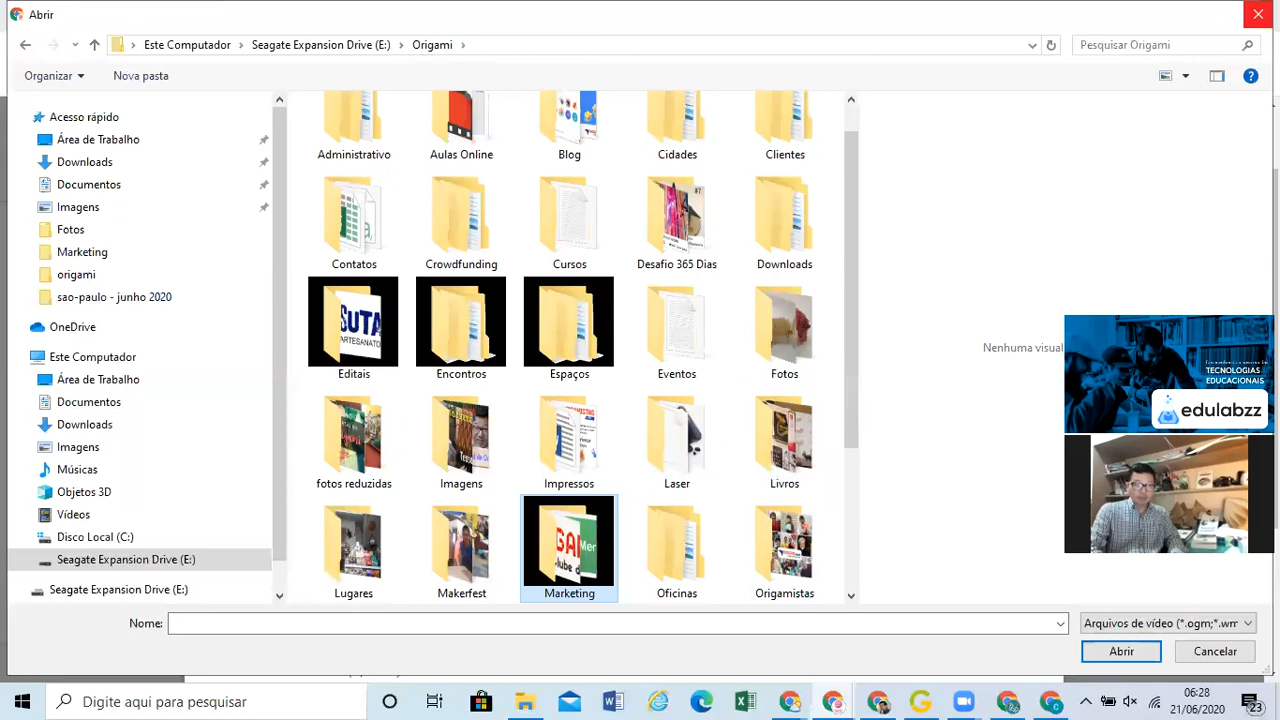 Abrir
Este Computador
Seagate Expansion Drive (E:)
Origami
Pesquisar Origami
Organizar
Nova pasta
Acesso rápido
Área de Trabalho
Downloads
Documentos
Imagens
Fotos
Marketing
origami
sao-paulo - junho 2020
OneDrive
Este Computador
Área de Trabalho
Documentos
Downloads
Imagens
Músicas
Objetos 3D
Vídeos
Disco Local (C:)
Seagate Expansion Drive (E:)
Seagate Expansion Drive (E:)
Administrativo
Aulas Online
Blog
Cidades
Clientes
Contatos
Crowdfunding
Cursos
Desafio 365 Dias
Downloads
SUTA
ARTESANATO
Editais
Encontros
Espaços
Eventos
Fotos
fotos reduzidas
Imagens
Impressos
Laser
Livros
Lugares
Makerfest
Marketing
Oficinas
Origamistas
Nenhuma visual
TECNOLOGIAS
EDUCACIONAIS
edulabzz
Nome:
Arquivos de vídeo (*.ogm;*.wm
Abrir
Cancelar
Digite aqui para pesquisar
06:28
21/06/2020
23